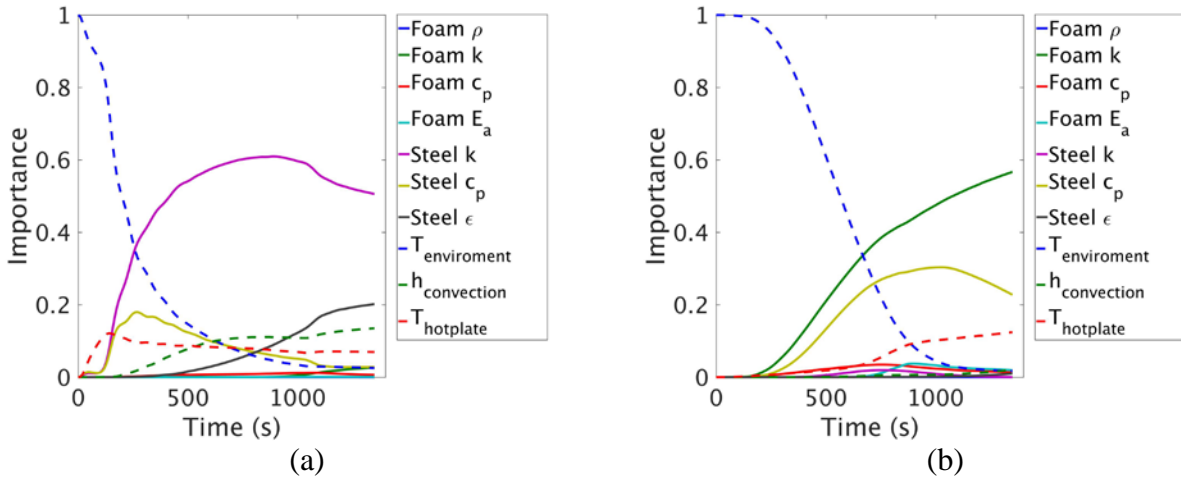 1
0.8
0.6
0.4
0.2
0
Importance
0 500 1000
Time (s)
Foam ρ
Foam k
Foam c_p
Foam E_a
Steel k
Steel c_p
Steel ϵ
T_enviroment
h_convection
T_hotplate
(a)
1
0.8
0.6
0.4
0.2
0
Importance
0 500 1000
Time (s)
Foam ρ
Foam k
Foam c_p
Foam E_a
Steel k
Steel c_p
Steel ϵ
T_enviroment
h_convection
T_hotplate
(b)